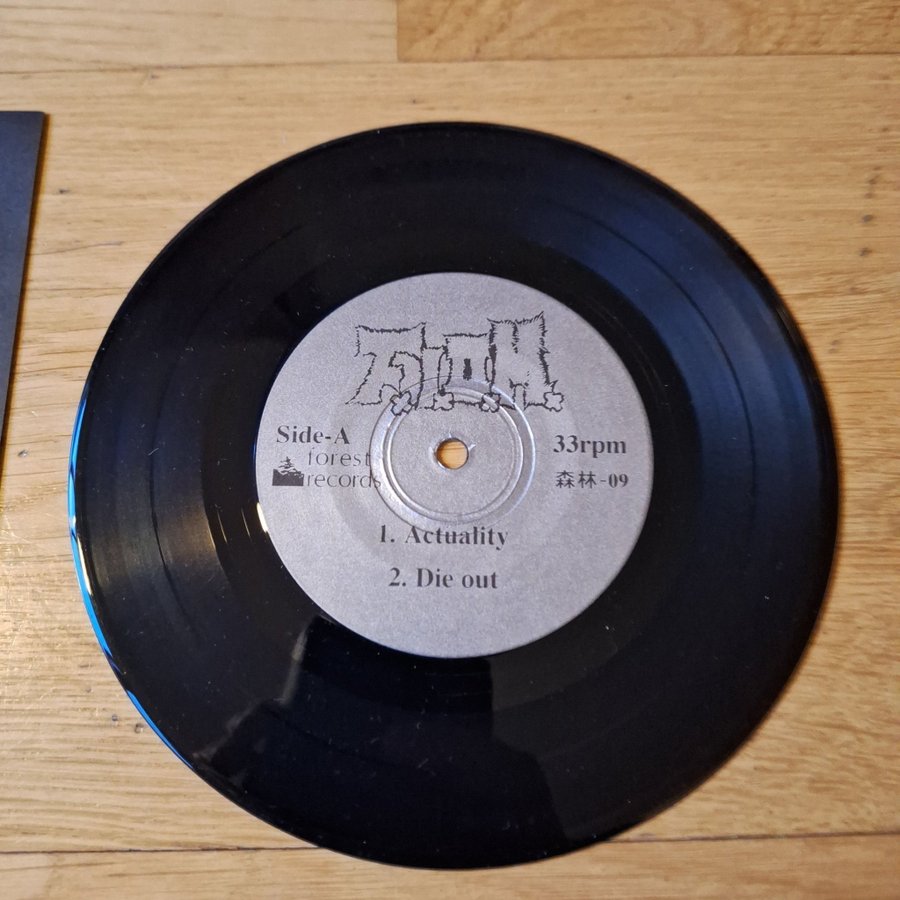 Side-A
forest
records
33rpm
森林-09
1. Actuality
2. Die out